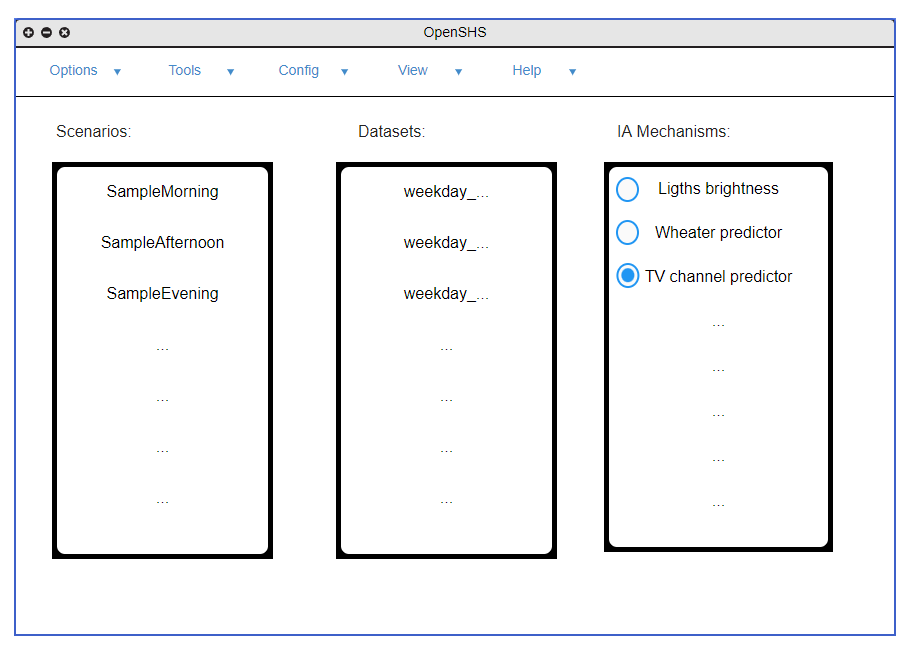 OpenSHS
Options ▼ Tools ▼ Config ▼ View ▼ Help ▼
Scenarios:
SampleMorning
SampleAfternoon
SampleEvening
...
...
...
...
Datasets:
weekday_...
weekday_...
weekday_...
...
...
...
...
IA Mechanisms:
Ligths brightness
Wheater predictor
TV channel predictor
...
...
...
...
...